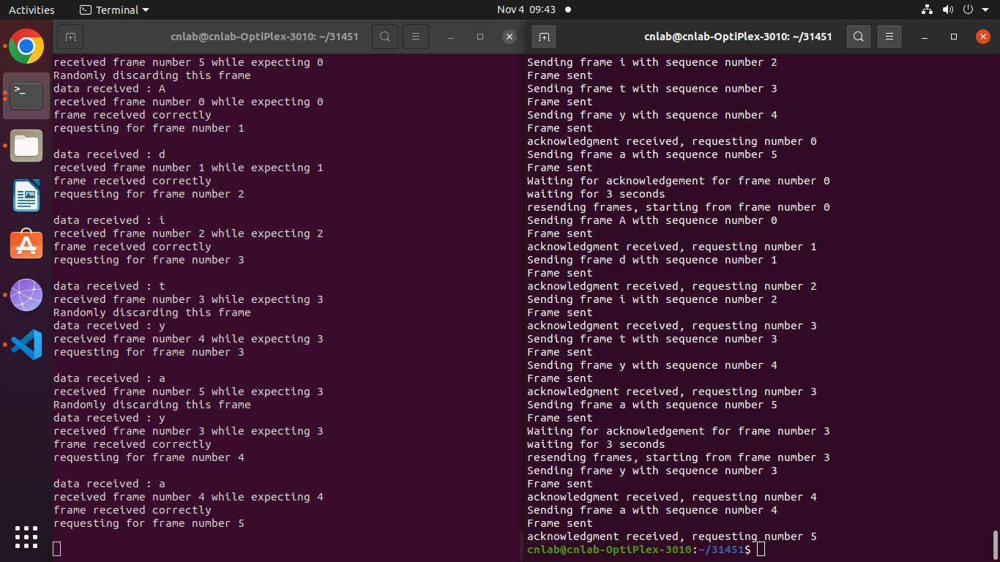 Activities
Terminal
Nov 4 09:43
cnlab@cnlab-OptiPlex-3010: ~/31451
received frame number 5 while expecting 0
Randomly discarding this frame
data received : A
received frame number 0 while expecting 0
frame received correctly
requesting for frame number 1
data received : d
received frame number 1 while expecting 1
frame received correctly
requesting for frame number 2
data received : i
received frame number 2 while expecting 2
frame received correctly
requesting for frame number 3
data received : t
received frame number 3 while expecting 3
Randomly discarding this frame
data received : y
received frame number 4 while expecting 3
requesting for frame number 3
data received : a
received frame number 5 while expecting 3
Randomly discarding this frame
data received : y
received frame number 3 while expecting 3
frame received correctly
requesting for frame number 4
data received : a
received frame number 4 while expecting 4
frame received correctly
requesting for frame number 5
cnlab@cnlab-OptiPlex-3010: ~/31451
Sending frame i with sequence number 2
Frame sent
Sending frame t with sequence number 3
Frame sent
Sending frame y with sequence number 4
Frame sent
acknowledgment received, requesting number 0
Sending frame a with sequence number 5
Frame sent
Waiting for acknowledgement for frame number 0
waiting for 3 seconds
resending frames, starting from frame number 0
Sending frame A with sequence number 0
Frame sent
acknowledgment received, requesting number 1
Sending frame d with sequence number 1
Frame sent
acknowledgment received, requesting number 2
Sending frame i with sequence number 2
Frame sent
acknowledgment received, requesting number 3
Sending frame t with sequence number 3
Frame sent
Sending frame y with sequence number 4
Frame sent
acknowledgment received, requesting number 3
Sending frame a with sequence number 5
Frame sent
Waiting for acknowledgement for frame number 3
waiting for 3 seconds
resending frames, starting from frame number 3
Sending frame y with sequence number 3
Frame sent
acknowledgment received, requesting number 4
Sending frame a with sequence number 4
Frame sent
acknowledgment received, requesting number 5
cnlab@cnlab-OptiPlex-3010:~/31451$